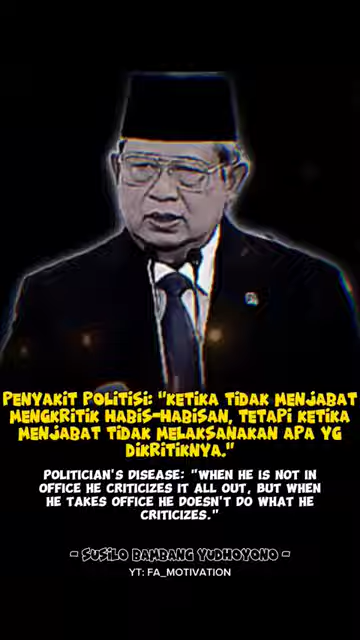 PENYAKIT POLITISI: "KETIKA TIDAK MENJABAT
MENGKRITIK HABIS-HABISAN, TETAPI KETIKA
MENJABAT TIDAK MELAKSANAKAN APA YG
DIKRITIKNYA."
POLITICIAN'S DISEASE: "WHEN HE IS NOT IN
OFFICE HE CRITICIZES IT ALL OUT, BUT WHEN
HE TAKES OFFICE HE DOESN'T DO WHAT HE
CRITICIZES."
- SUSILO BAMBANG YUDHOYONO -
YT: FA_MOTIVATION